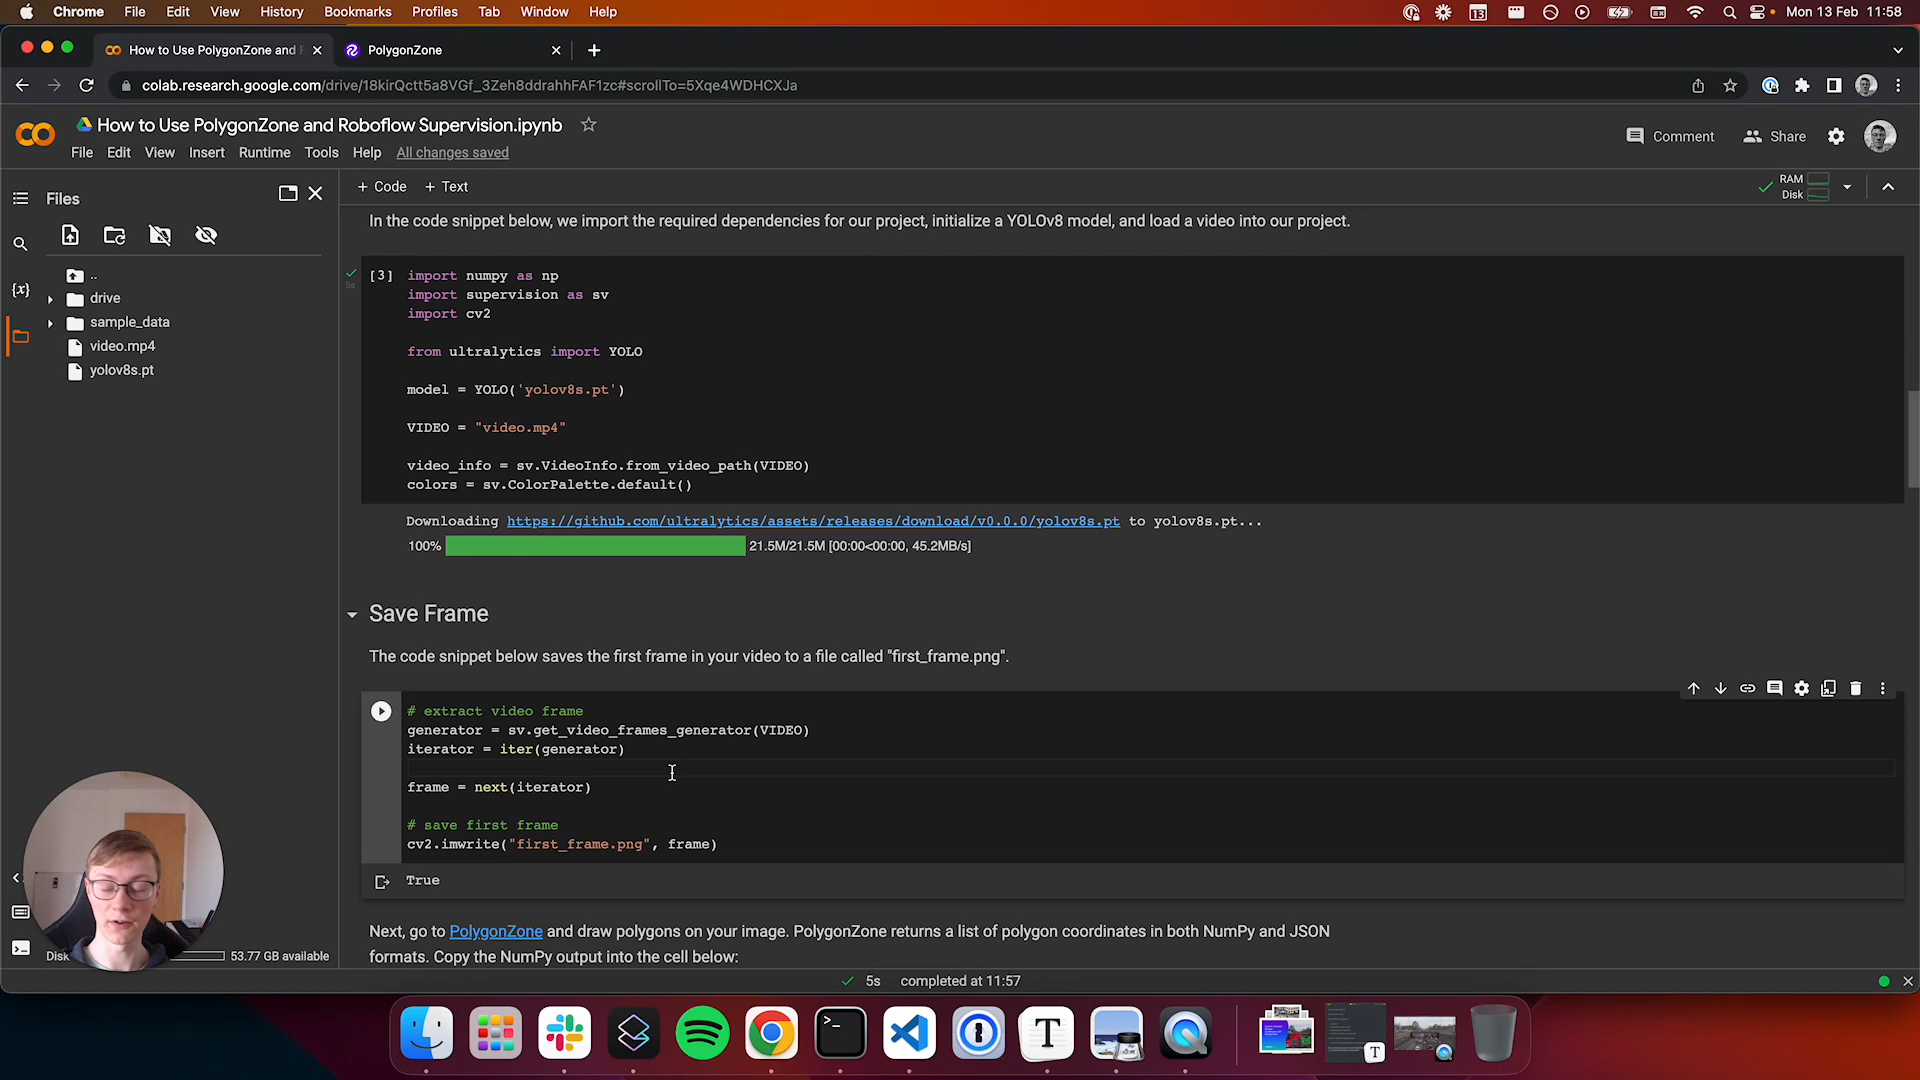 Chrome File Edit View History Bookmarks Profiles Tab Window Help
13
Mon 13 Feb 11:58
How to Use PolygonZone and R
PolygonZone
colab.research.google.com/drive/18kirQctt5a8VGf_3Zeh8ddrahhFAF1zc#scrollTo=5Xqe4WDHCXJa
How to Use PolygonZone and Roboflow Supervision.ipynb
Comment
Share
File Edit View Insert Runtime Tools Help All changes saved
Files
+ Code + Text
RAM
Disk
..
drive
sample_data
video.mp4
yolov8s.pt
{x}
In the code snippet below, we import the required dependencies for our project, initialize a YOLOv8 model, and load a video into our project.
5s
[3] import numpy as np
import supervision as sv
import cv2
from ultralytics import YOLO
model = YOLO('yolov8s.pt')
VIDEO = "video.mp4"
video_info = sv.VideoInfo.from_video_path(VIDEO)
colors = sv.ColorPalette.default()
Downloading https://github.com/ultralytics/assets/releases/download/v0.0.0/yolov8s.pt to yolov8s.pt...
100% 21.5M/21.5M [00:00<00:00, 45.2MB/s]
Save Frame
The code snippet below saves the first frame in your video to a file called "first_frame.png".
# extract video frame
generator = sv.get_video_frames_generator(VIDEO)
iterator = iter(generator)
frame = next(iterator)
# save first frame
cv2.imwrite("first_frame.png", frame)
True
Next, go to PolygonZone and draw polygons on your image. PolygonZone returns a list of polygon coordinates in both NumPy and JSON
formats. Copy the NumPy output into the cell below:
Disk 53.77 GB available
5s completed at 11:57
T
T